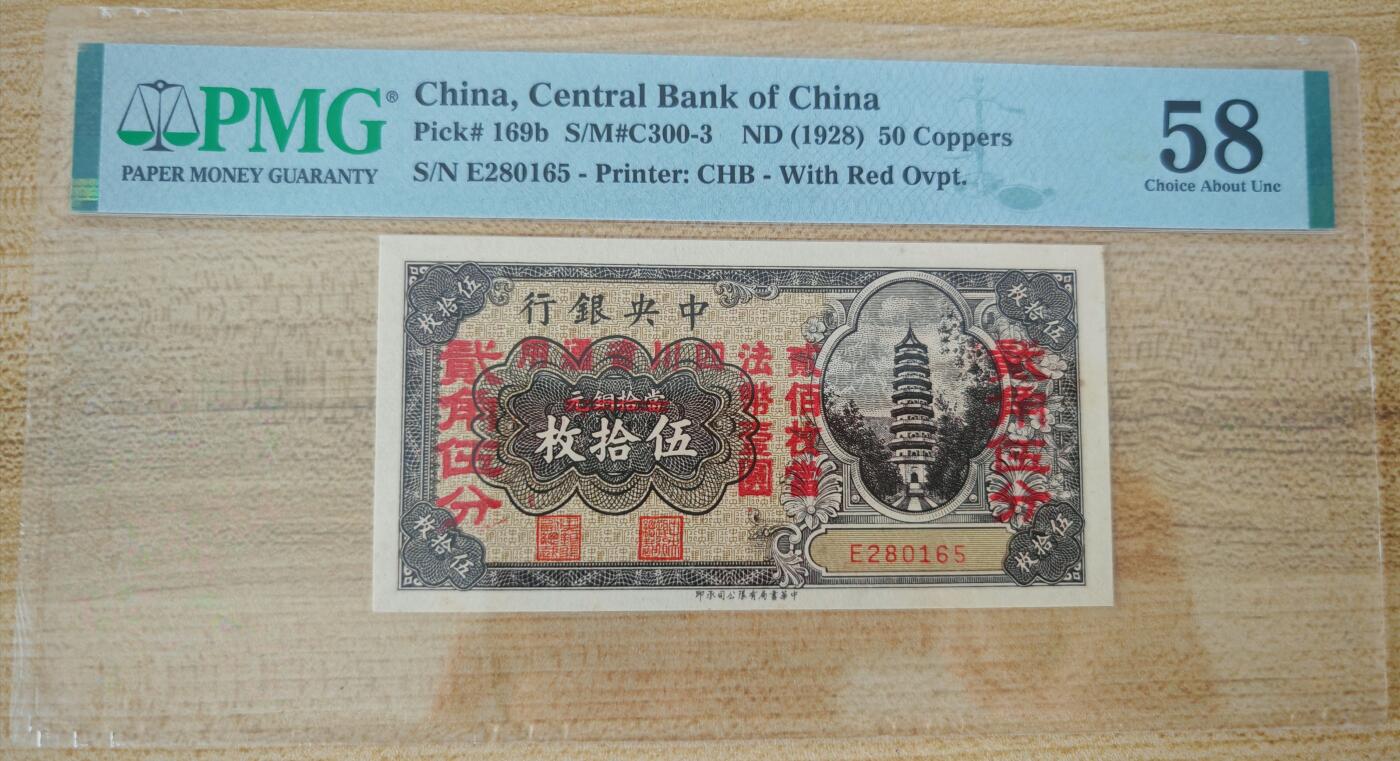 PMG®
PAPER MONEY GUARANTY
China, Central Bank of China
Pick# 169b S/M#C300-3 ND (1928) 50 Coppers
S/N E280165 - Printer: CHB - With Red Ovpt.
58
Choice About Unc
伍拾枚
伍拾枚
中央銀行
四川省通用
貳佰枚當
法幣壹圓
貳角伍分
貳角伍分
當拾銅元
伍拾枚
E280165
伍拾枚
伍拾枚
中華書局有限公司承印